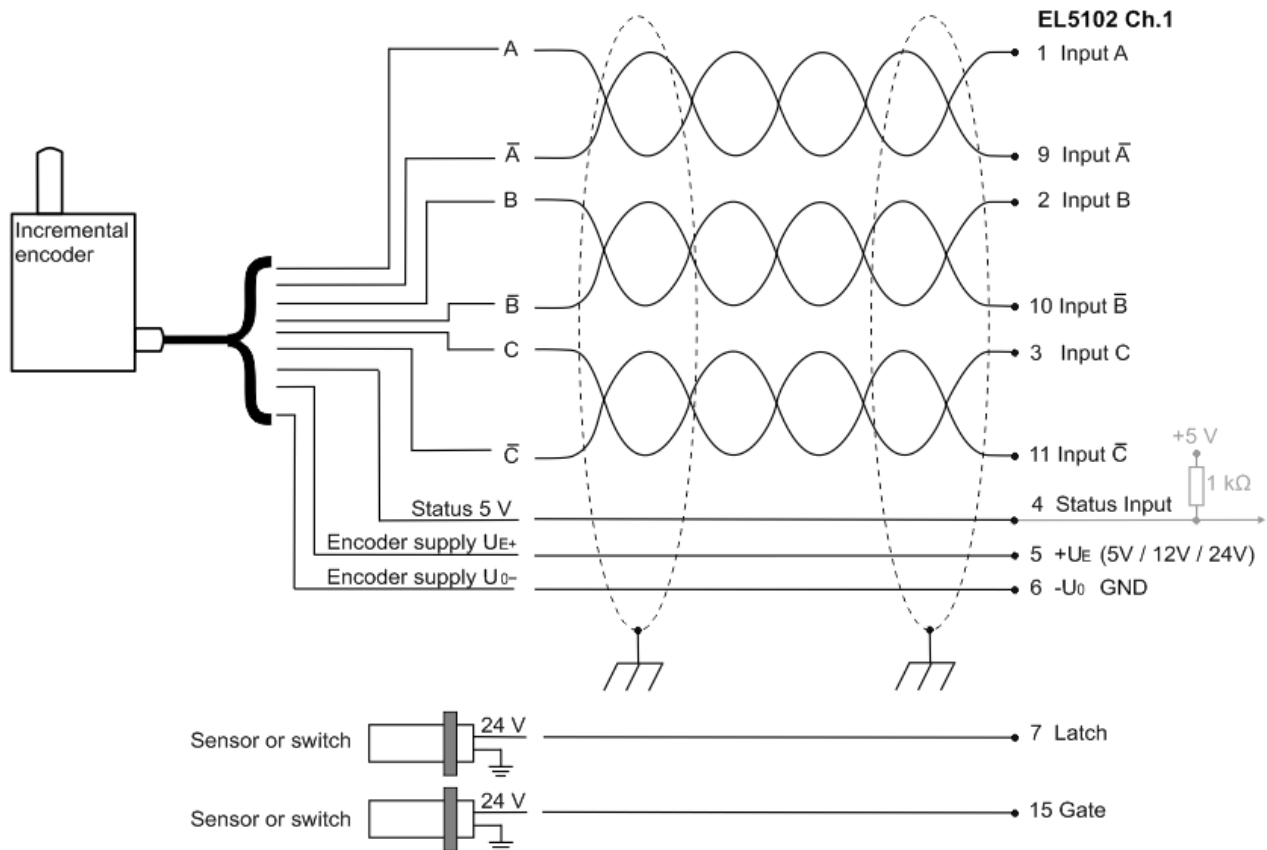 EL5102 Ch.1
A
1 Input A
A̅
9 Input A̅
B
2 Input B
Incremental
encoder
B̅
10 Input B̅
C
3 Input C
C̅
11 Input C̅
+5 V
1 kΩ
Status 5 V
4 Status Input
Encoder supply UE+
5 +UE (5V / 12V / 24V)
Encoder supply U0–
6 -U0 GND
Sensor or switch
24 V
7 Latch
Sensor or switch
24 V
15 Gate